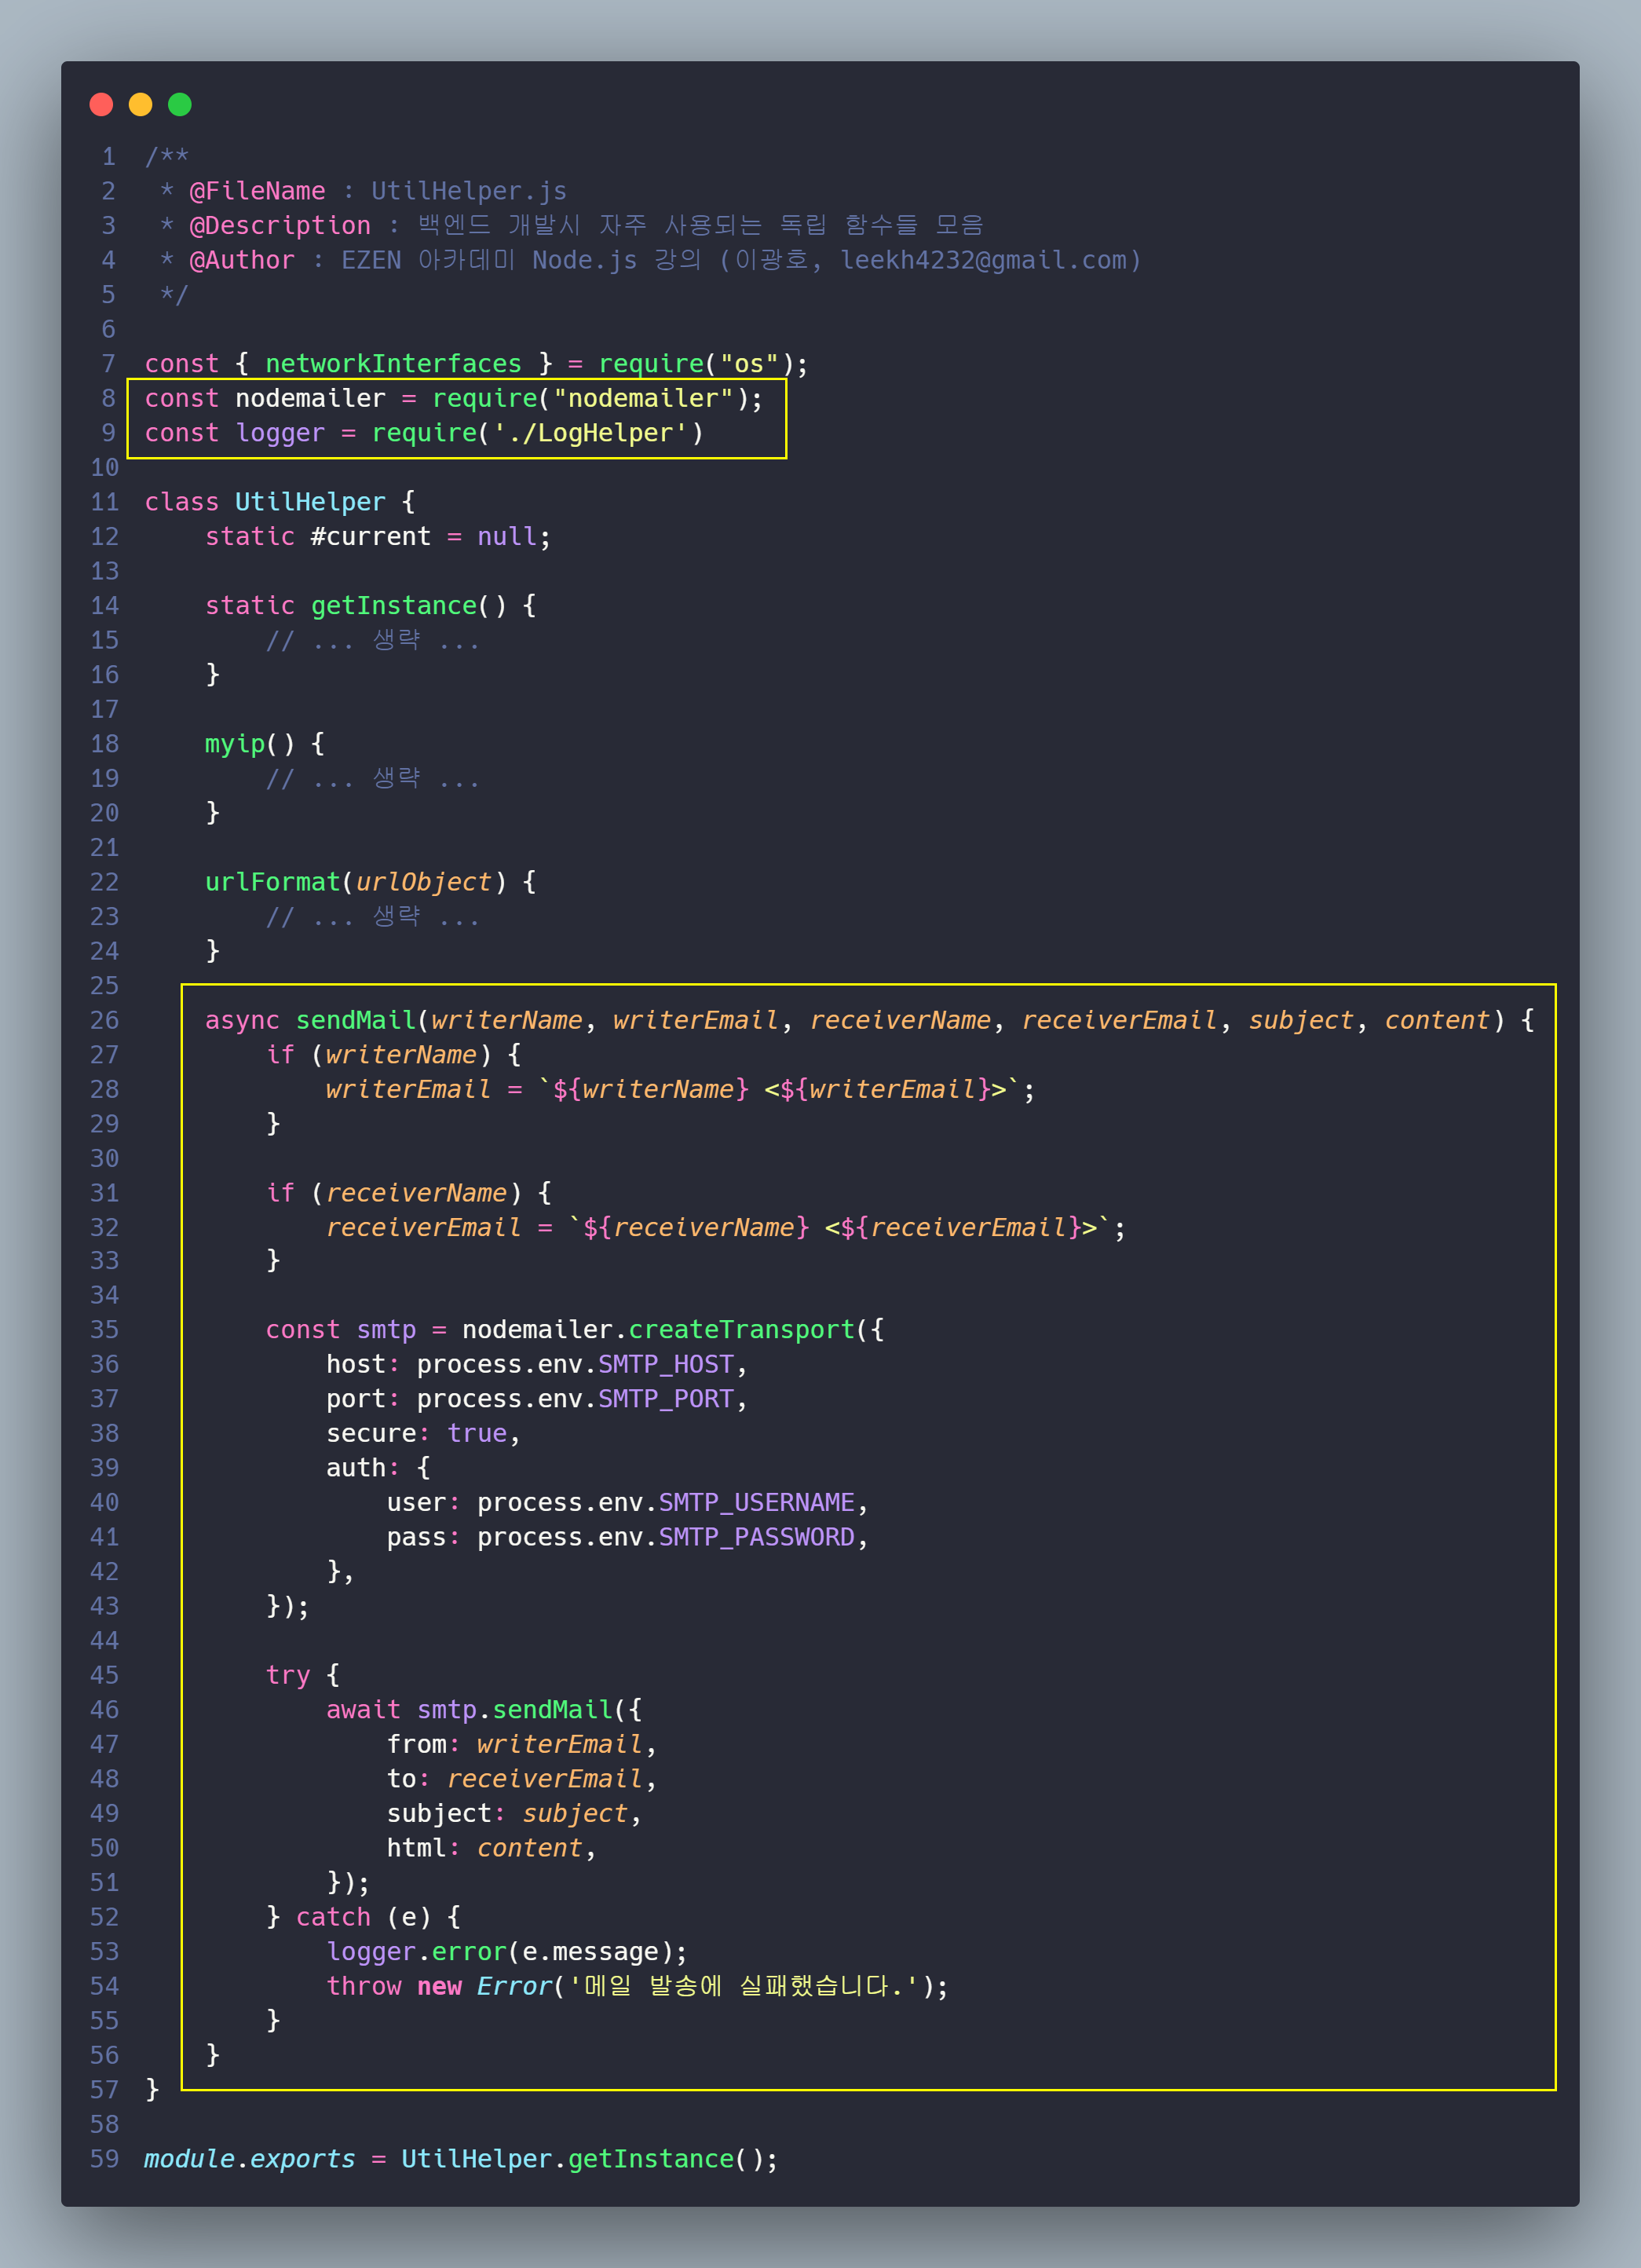 1 /**
2  * @FileName : UtilHelper.js
3  * @Description : 백엔드 개발시 자주 사용되는 독립 함수들 모음
4  * @Author : EZEN 아카데미 Node.js 강의 (이광호, leekh4232@gmail.com)
5  */
6
7 const { networkInterfaces } = require("os");
8 const nodemailer = require("nodemailer");
9 const logger = require('./LogHelper')
10
11 class UtilHelper {
12     static #current = null;
13
14     static getInstance() {
15         // ... 생략 ...
16     }
17
18     myip() {
19         // ... 생략 ...
20     }
21
22     urlFormat(urlObject) {
23         // ... 생략 ...
24     }
25
26     async sendMail(writerName, writerEmail, receiverName, receiverEmail, subject, content) {
27         if (writerName) {
28             writerEmail = `${writerName} <${writerEmail}>`;
29         }
30
31         if (receiverName) {
32             receiverEmail = `${receiverName} <${receiverEmail}>`;
33         }
34
35         const smtp = nodemailer.createTransport({
36             host: process.env.SMTP_HOST,
37             port: process.env.SMTP_PORT,
38             secure: true,
39             auth: {
40                 user: process.env.SMTP_USERNAME,
41                 pass: process.env.SMTP_PASSWORD,
42             },
43         });
44
45         try {
46             await smtp.sendMail({
47                 from: writerEmail,
48                 to: receiverEmail,
49                 subject: subject,
50                 html: content,
51             });
52         } catch (e) {
53             logger.error(e.message);
54             throw new Error('메일 발송에 실패했습니다.');
55         }
56     }
57 }
58
59 module.exports = UtilHelper.getInstance();